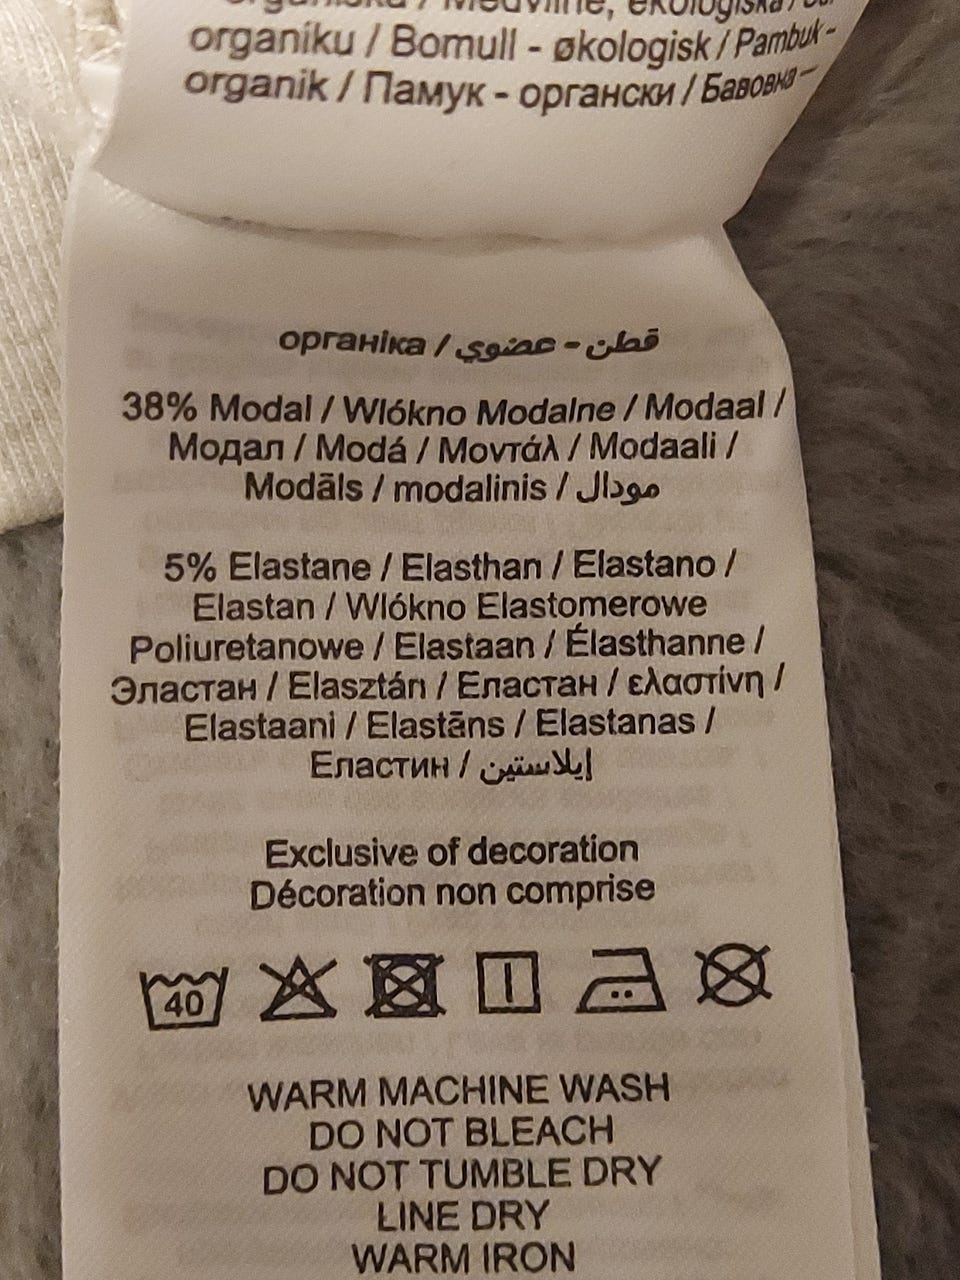 organiku / Bomull - økologisk / Pambuk-
organik / Памук - органски / Бавовна-
органіка / قطن - عضوي
38% Modal / Wlókno Modalne / Modaal /
Модал / Modá / Μοντάλ / Modaali /
Modāls / modalinis / مودال
5% Elastane / Elasthan / Elastano /
Elastan / Wlókno Elastomerowe
Poliuretanowe / Elastaan / Élasthanne /
Эластан / Elasztán / Еластан / ελαστίνη /
Elastaani / Elastāns / Elastanas /
Еластин / إيلاستين
Exclusive of decoration
Décoration non comprise
40
WARM MACHINE WASH
DO NOT BLEACH
DO NOT TUMBLE DRY
LINE DRY
WARM IRON